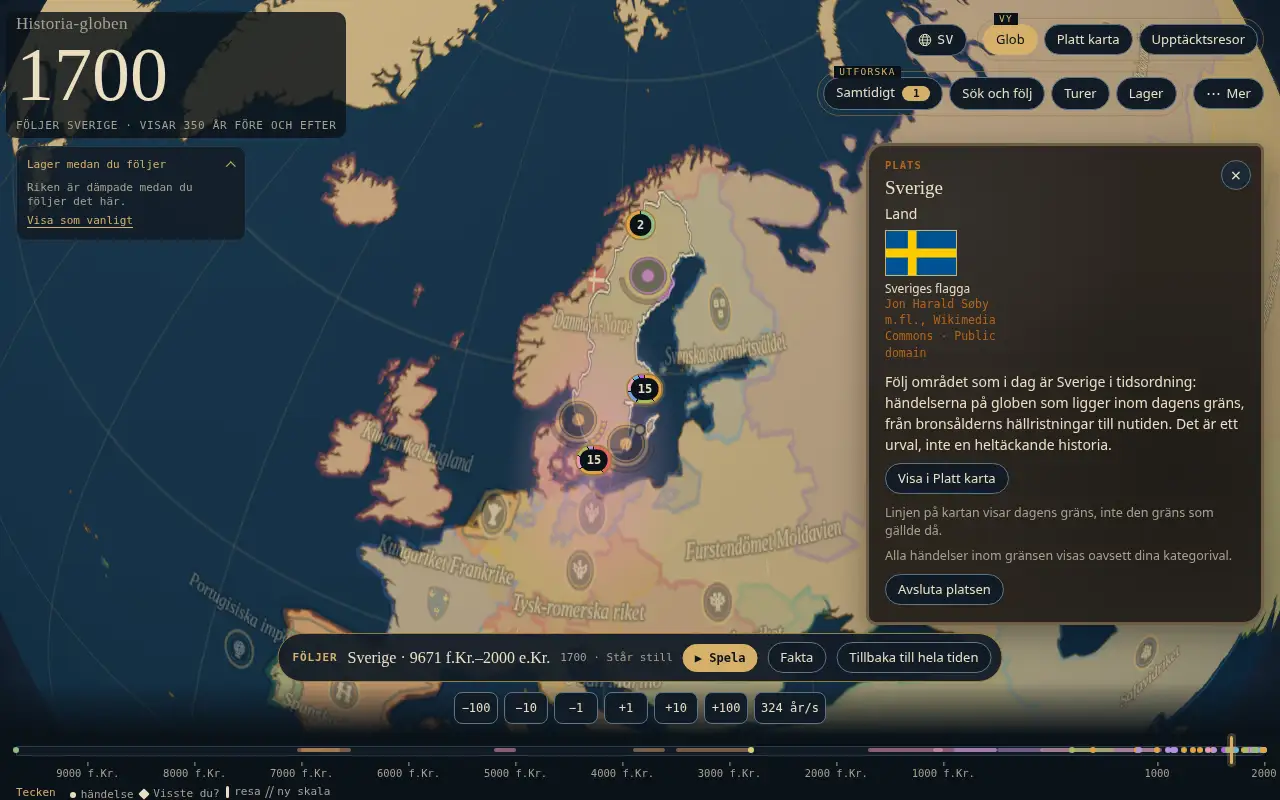 Historia-globen
1700
FÖLJER SVERIGE · VISAR 350 ÅR FÖRE OCH EFTER
Lager medan du följer
Riken är dämpade medan du
följer det här.
Visa som vanligt
SV
VY
Glob
Platt karta
Upptäcktsresor
UTFORSKA
Samtidigt 1
Sök och följ
Turer
Lager
··· Mer
PLATS
Sverige
Land
Sveriges flagga
Jon Harald Søby
m.fl., Wikimedia
Commons · Public
domain
Följ området som i dag är Sverige i tidsordning:
händelserna på globen som ligger inom dagens gräns,
från bronsålderns hällristningar till nutiden. Det är ett
urval, inte en heltäckande historia.
Visa i Platt karta
Linjen på kartan visar dagens gräns, inte den gräns som
gällde då.
Alla händelser inom gränsen visas oavsett dina kategorival.
Avsluta platsen
2
Danmark-Norge
Svenska stormaktsväldet
15
15
Kungariket England
Kungariket Frankrike
Furstendömet Moldavien
Tysk-romerska riket
Portugisiska impe
San Marino
Safavidriket
FÖLJER Sverige · 9671 f.Kr.–2000 e.Kr. 1700 · Står still ▶ Spela Fakta Tillbaka till hela tiden
−100 −10 −1 +1 +10 +100 324 år/s
9000 f.Kr. 8000 f.Kr. 7000 f.Kr. 6000 f.Kr. 5000 f.Kr. 4000 f.Kr. 3000 f.Kr. 2000 f.Kr. 1000 f.Kr. 1000 2000
Tecken händelse Visste du? resa // ny skala